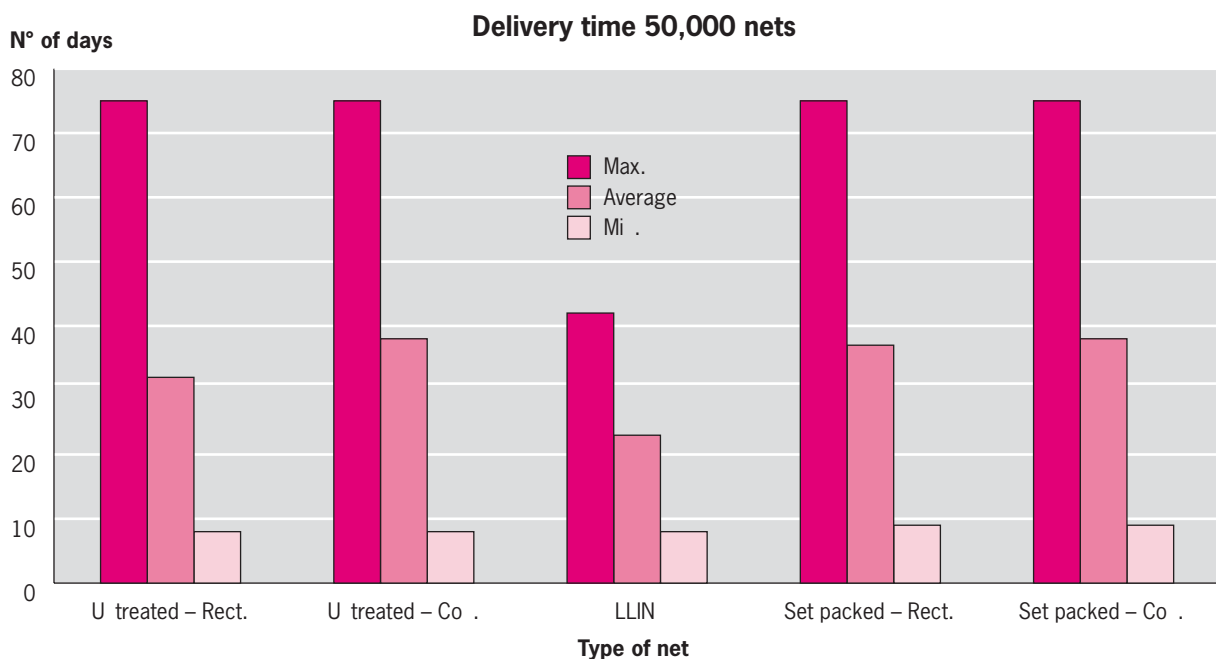 Delivery time 50,000 nets
N° of days
80
70
60
50
40
30
20
10
0
Max.
Average
Mi .
U treated – Rect.
U treated – Co .
LLIN
Set packed – Rect.
Set packed – Co .
Type of net